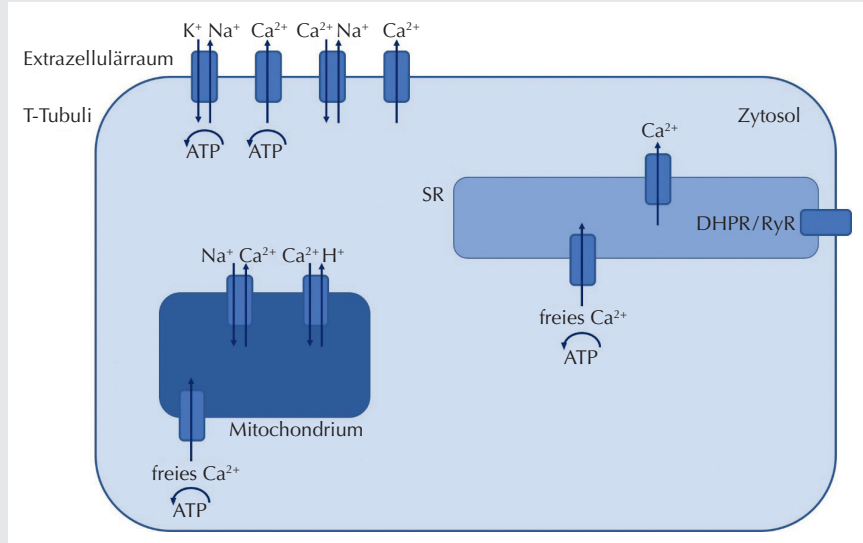 K⁺ Na⁺ Ca²⁺ Ca²⁺ Na⁺ Ca²⁺
Extrazellulärraum
T-Tubuli
Zytosol
ATP ATP
Ca²⁺
SR
DHPR/RyR
Na⁺ Ca²⁺ Ca²⁺ H⁺
freies Ca²⁺
ATP
Mitochondrium
freies Ca²⁺
ATP